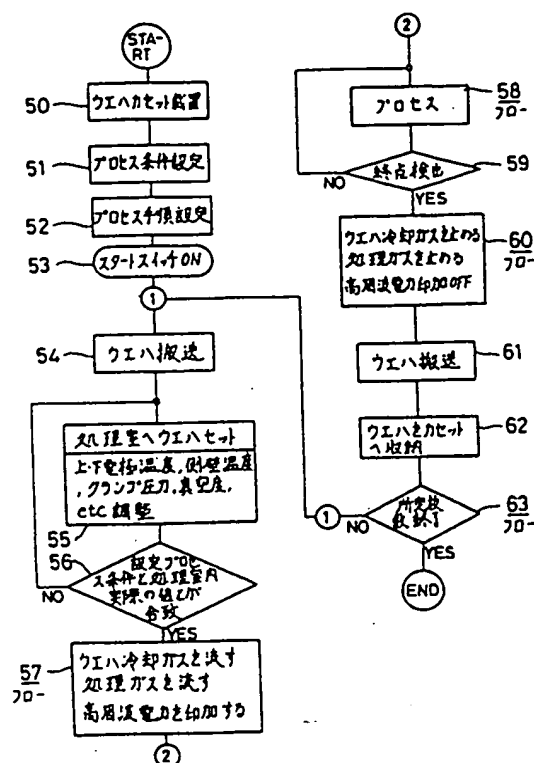 STA-
RT
50
ウエハカセット載置
51
プロセス条件設定
52
プロセス手順設定
53
スタートスイッチON
1
54
ウエハ搬送
処理室へウエハセット
上・下電極温度,側壁温度
,クランプ圧力,真空度,
etc 調整
55
56
設定プロセ
ス条件と処理室内
実際の値とが
合致
NO
YES
57
フロー
ウエハ冷却ガスを流す
処理ガスを流す
高周波電力を印加する
2
2
58
フロー
プロセス
59
終点検出
NO
YES
60
フロー
ウエハ冷却ガスを止める
処理ガスを止める
高周波電力印加OFF
61
ウエハ搬送
62
ウエハをカセット
へ収納
63
フロー
所定枚
数終了
1
NO
YES
END